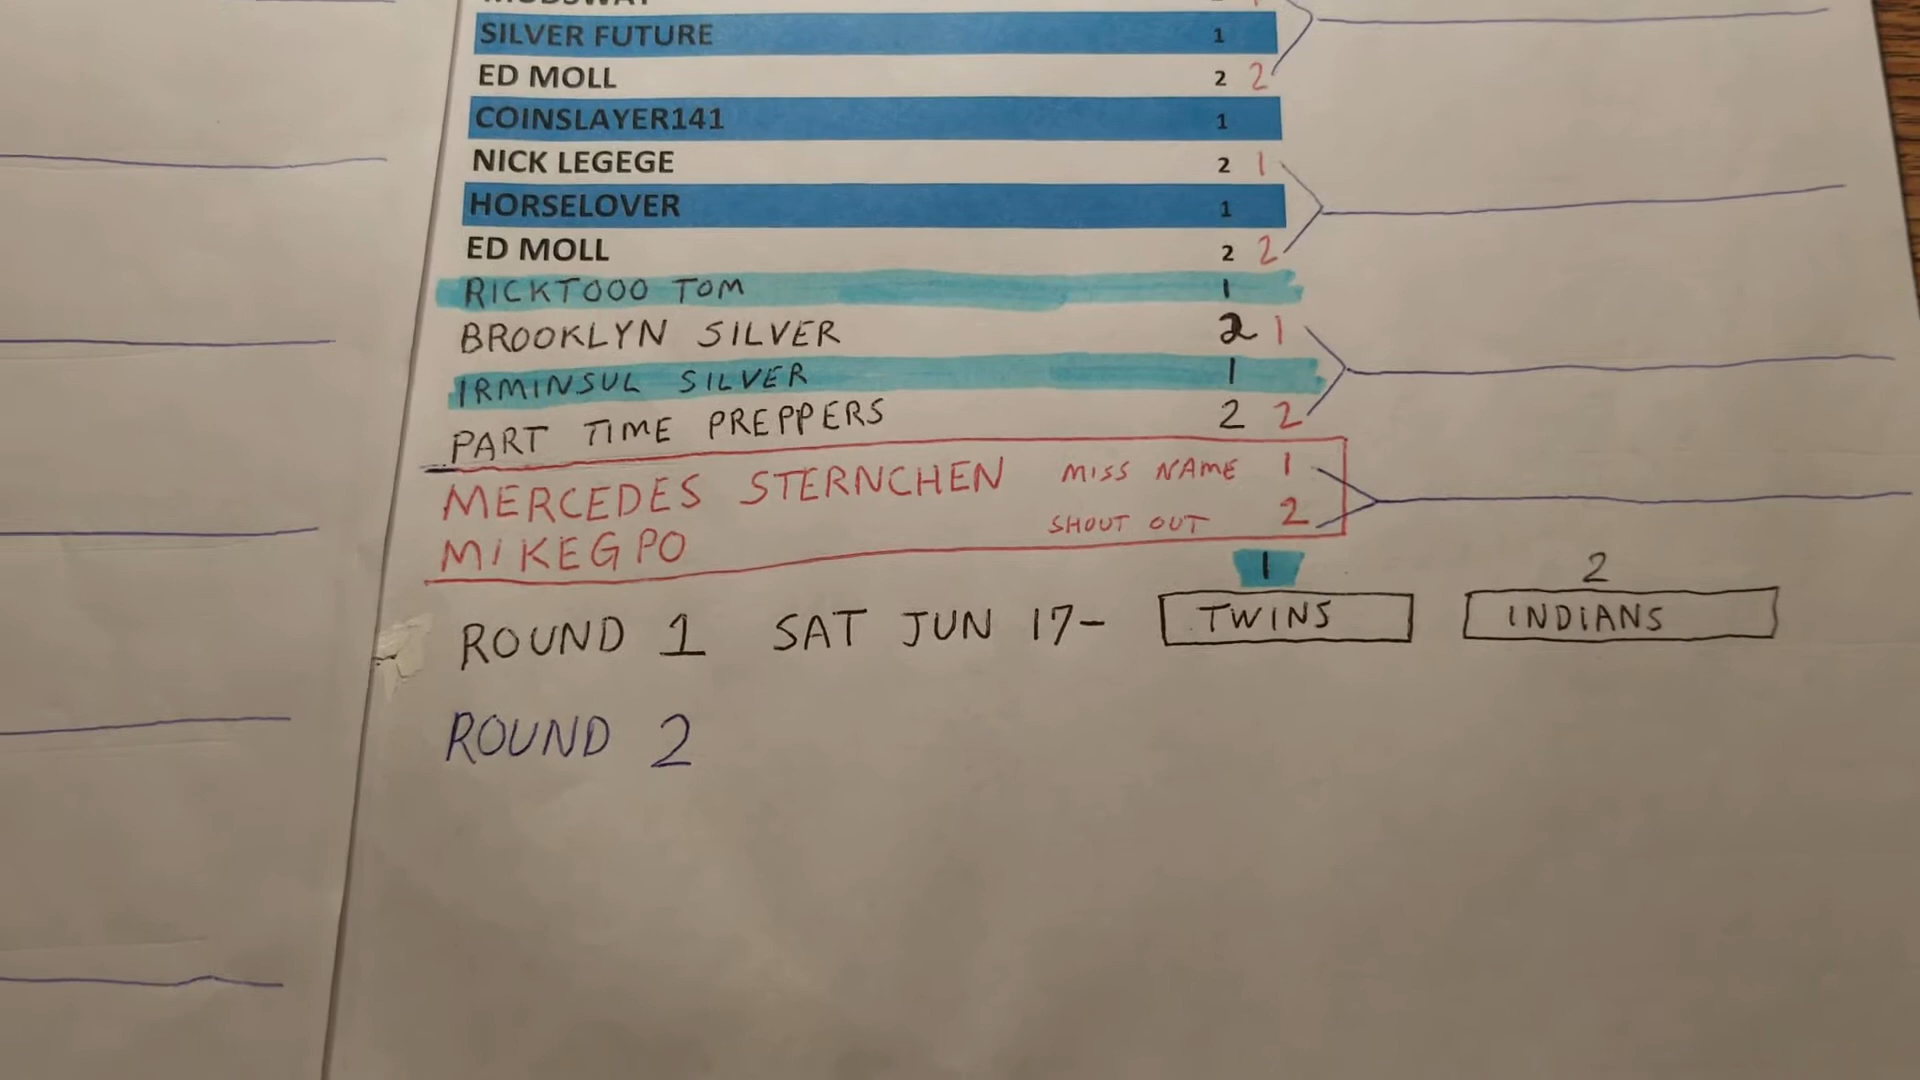 SILVER FUTURE 1
ED MOLL 2 2
COINSLAYER141 1
NICK LEGEGE 2 1
HORSELOVER 1
ED MOLL 2 2
RICKTOOO TOM 1
BROOKLYN SILVER 2 1
IRMINSUL SILVER 1
PART TIME PREPPERS 2 2
MERCEDES STERNCHEN MISS NAME 1
MIKEGPO SHOUT OUT 2
1 2
ROUND 1 SAT JUN 17- TWINS INDIANS
ROUND 2